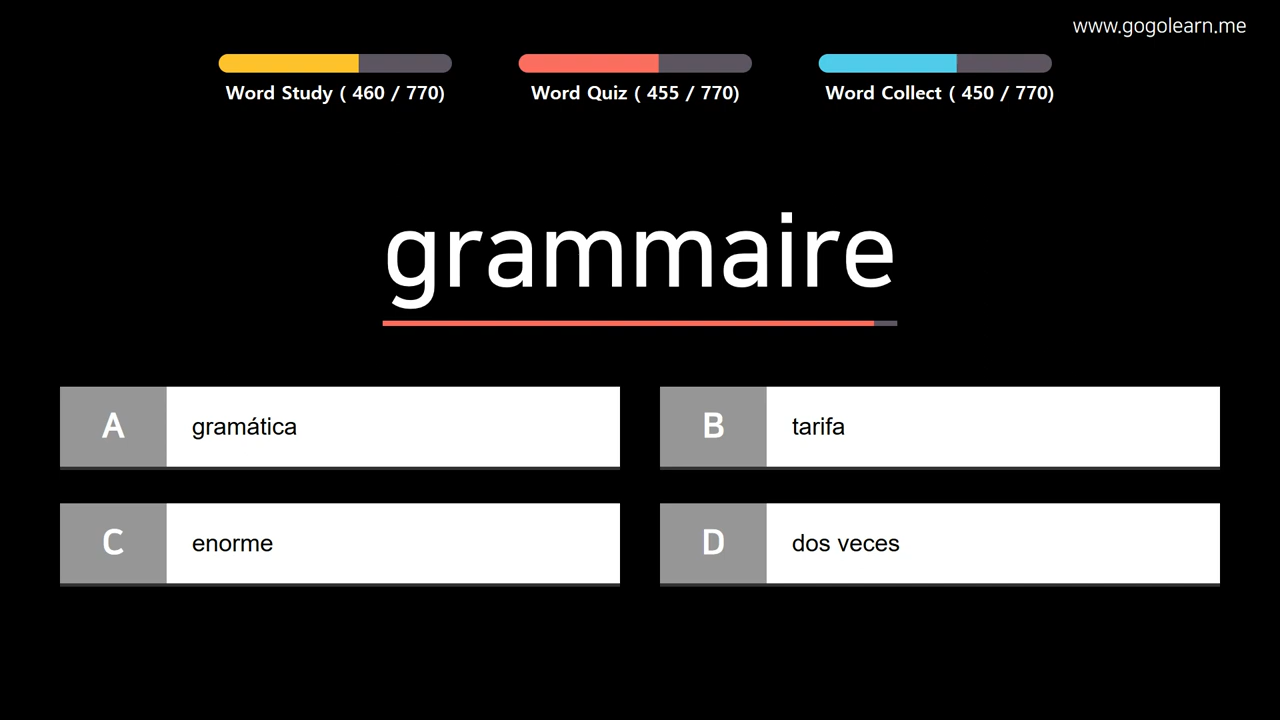 www.gogolearn.me
Word Study ( 460 / 770)
Word Quiz ( 455 / 770)
Word Collect ( 450 / 770)
grammaire
A gramática
B tarifa
C enorme
D dos veces